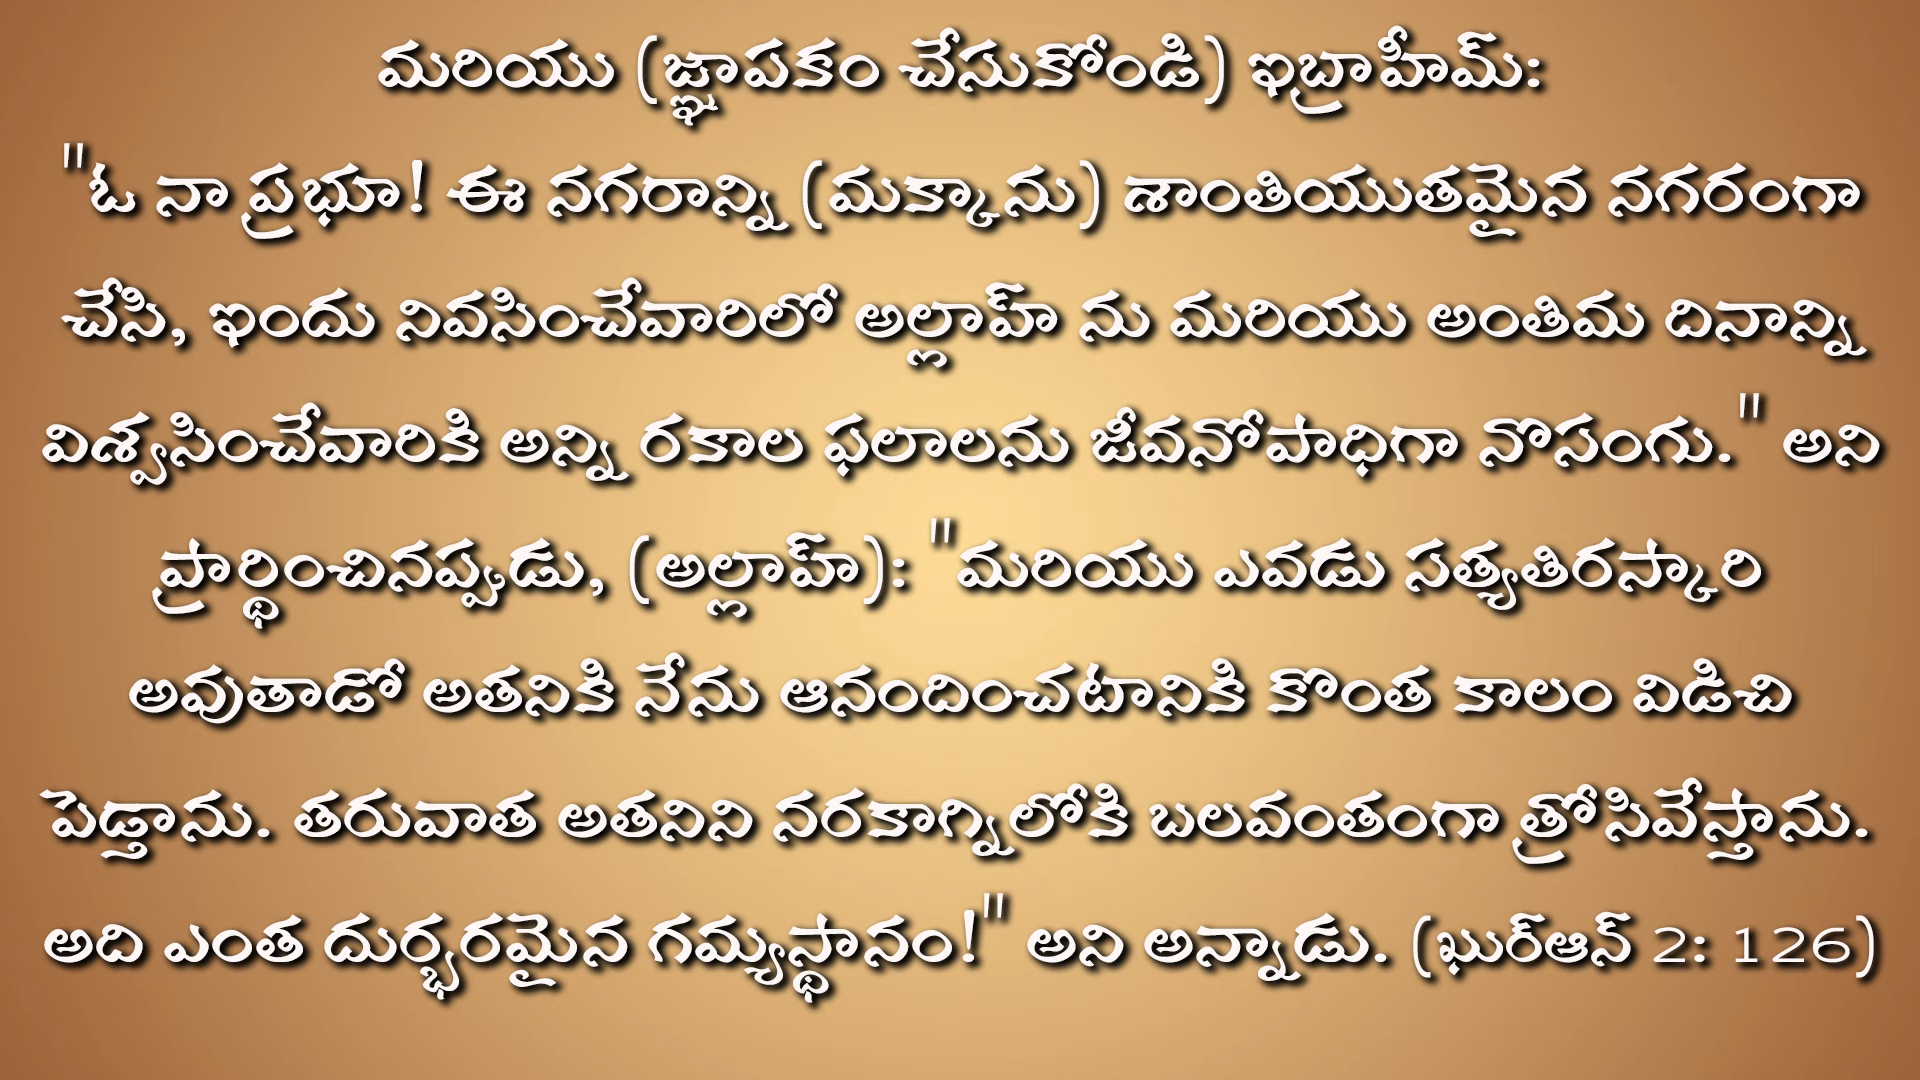 మరియు (జ్ఞాపకం చేసుకోండి) ఇబ్రాహీమ్:
"ఓ నా ప్రభూ! ఈ నగరాన్ని (మక్కాను) శాంతియుతమైన నగరంగా
చేసి, ఇందు నివసించేవారిలో అల్లాహ్ ను మరియు అంతిమ దినాన్ని
విశ్వసించేవారికి అన్ని రకాల ఫలాలను జీవనోపాధిగా నొసంగు." అని
ప్రార్థించినప్పుడు, (అల్లాహ్): "మరియు ఎవడు సత్యతిరస్కారి
అవుతాడో అతనికి నేను ఆనందించటానికి కొంత కాలం విడిచి
పెడ్తాను. తరువాత అతనిని నరకాగ్నిలోకి బలవంతంగా త్రోసివేస్తాను.
అది ఎంత దుర్భరమైన గమ్యస్థానం!" అని అన్నాడు. (ఖుర్ఆన్ 2: 126)